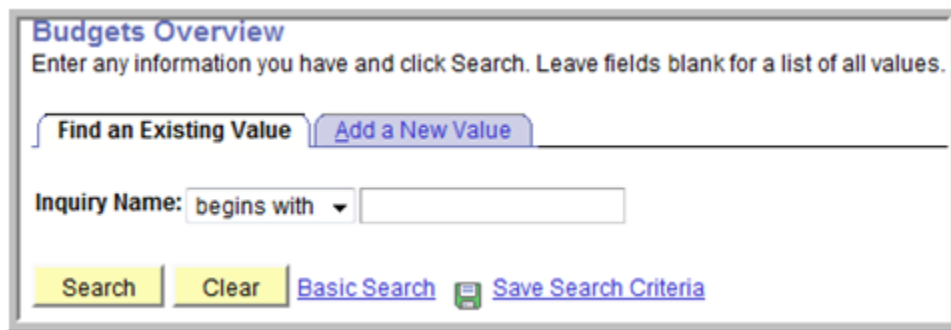 Budgets Overview
Enter any information you have and click Search. Leave fields blank for a list of all values.
Find an Existing Value Add a New Value
Inquiry Name: begins with
Search Clear Basic Search Save Search Criteria